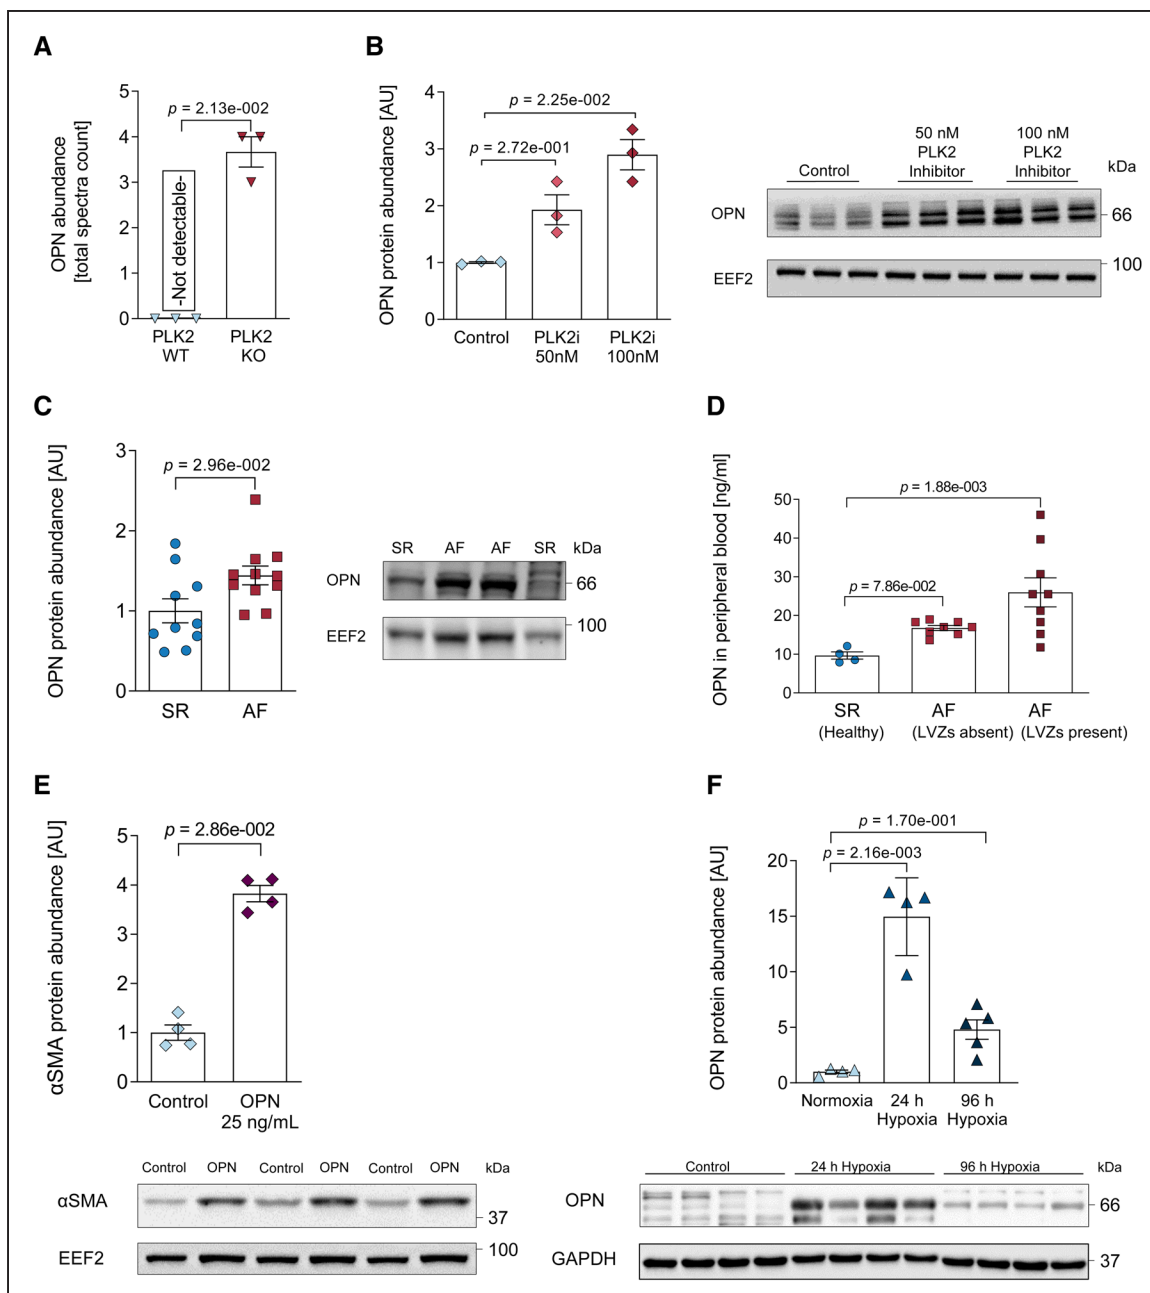 A
OPN abundance
[total spectra count]
5
4
3
2
1
0
p = 2.13e-002
-Not detectable-
PLK2
WT
PLK2
KO
B
OPN protein abundance [AU]
4
3
2
1
0
p = 2.25e-002
p = 2.72e-001
Control
PLK2i
50nM
PLK2i
100nM
Control
50 nM
PLK2
Inhibitor
100 nM
PLK2
Inhibitor
kDa
OPN
66
EEF2
100
C
OPN protein abundance [AU]
3
2
1
0
p = 2.96e-002
SR
AF
SR AF AF SR kDa
OPN
66
EEF2
100
D
OPN in peripheral blood [ng/ml]
50
40
30
20
10
0
p = 1.88e-003
p = 7.86e-002
SR
(Healthy)
AF
(LVZs absent)
AF
(LVZs present)
E
αSMA protein abundance [AU]
5
4
3
2
1
0
p = 2.86e-002
Control
OPN
25 ng/mL
Control OPN Control OPN Control OPN kDa
αSMA
37
EEF2
100
F
OPN protein abundance [AU]
20
15
10
5
0
p = 1.70e-001
p = 2.16e-003
Normoxia
24 h
Hypoxia
96 h
Hypoxia
Control 24 h Hypoxia 96 h Hypoxia kDa
OPN
66
GAPDH
37